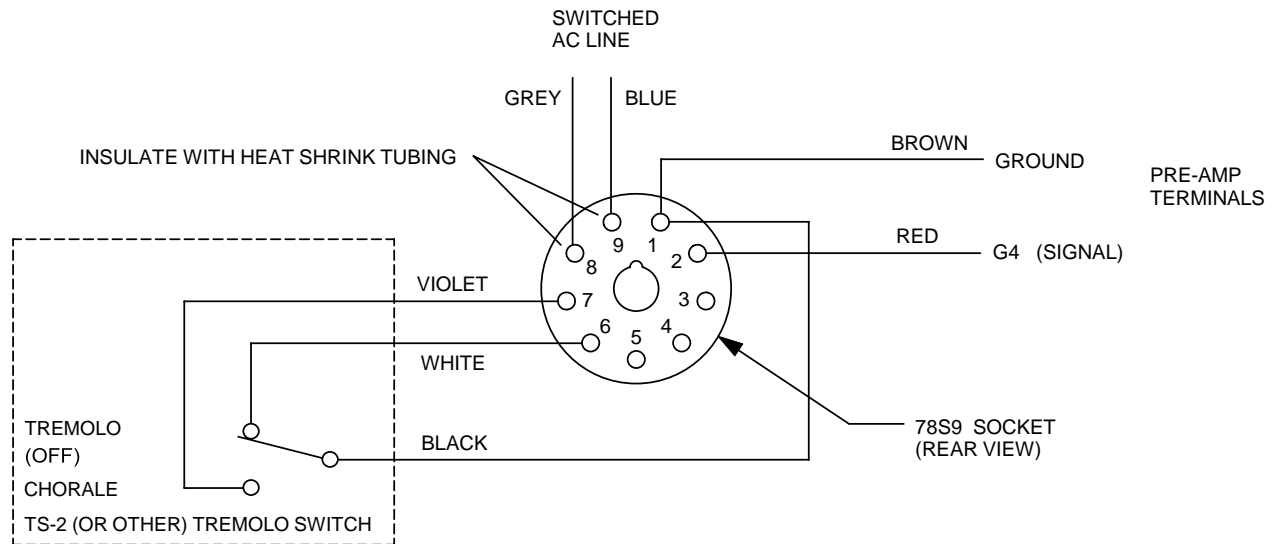 SWITCHED
AC LINE
GREY
BLUE
INSULATE WITH HEAT SHRINK TUBING
BROWN
GROUND
PRE-AMP
TERMINALS
9
1
RED
8
2
G4 (SIGNAL)
VIOLET
7
3
6
4
5
WHITE
TREMOLO
(OFF)
BLACK
78S9 SOCKET
(REAR VIEW)
CHORALE
TS-2 (OR OTHER) TREMOLO SWITCH